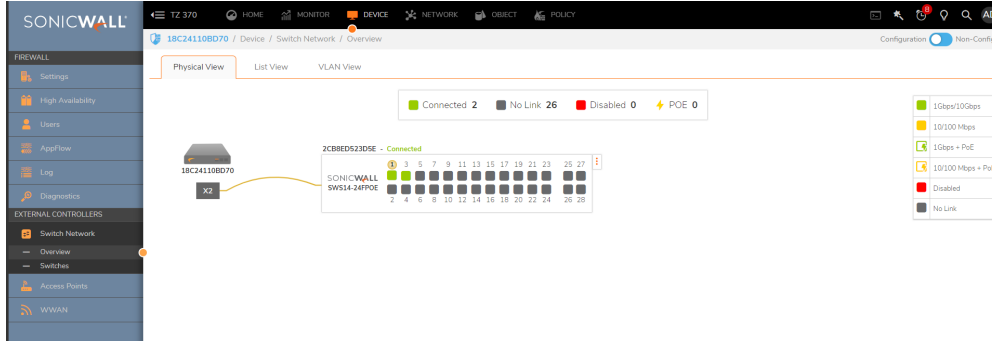 SONICWALL
TZ 370 HOME MONITOR DEVICE NETWORK OBJECT POLICY 8
18C24110BD70 / Device / Switch Network / Overview Configuration Non-Config
FIREWALL
Settings
High Availability
Users
AppFlow
Log
Diagnostics
EXTERNAL CONTROLLERS
Switch Network
Overview
Switches
Access Points
WWAN
Physical View List View VLAN View
Connected 2 No Link 26 Disabled 0 POE 0
18C24110BD70
X2
2CB8ED523D5E - Connected
1 3 5 7 9 11 13 15 17 19 21 23 25 27
SONICWALL
SWS14-24FPOE
2 4 6 8 10 12 14 16 18 20 22 24 26 28
1Gbps/10Gbps
10/100 Mbps
1Gbps + PoE
10/100 Mbps + Po
Disabled
No Link